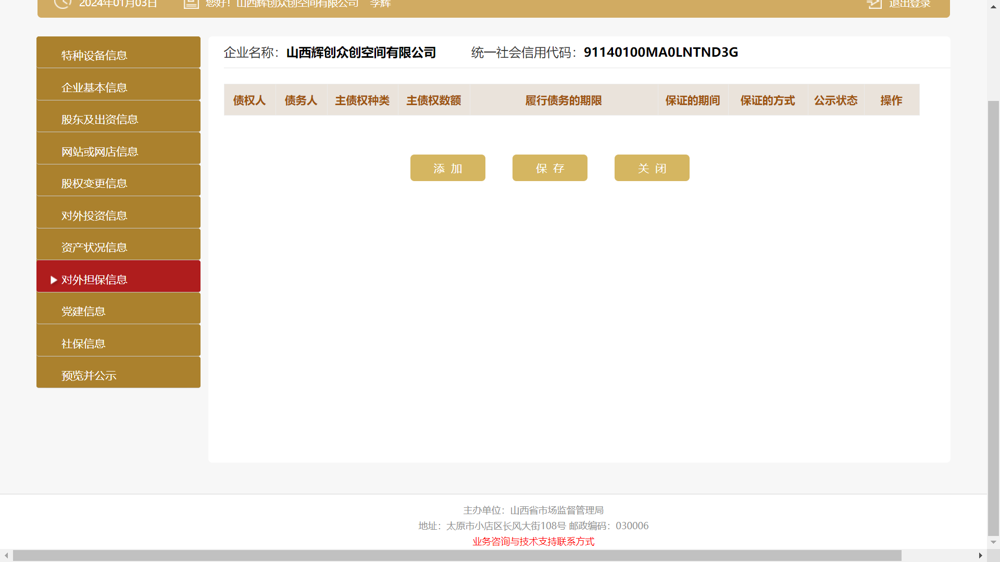 2024年01月03日 您好！山西辉创众创空间有限公司 李辉 退出登录
特种设备信息
企业基本信息
股东及出资信息
网站或网店信息
股权变更信息
对外投资信息
资产状况信息
对外担保信息
党建信息
社保信息
预览并公示
企业名称：山西辉创众创空间有限公司 统一社会信用代码：91140100MA0LNTND3G
债权人 债务人 主债权种类 主债权数额 履行债务的期限 保证的期间 保证的方式 公示状态 操作
添 加 保 存 关 闭
主办单位：山西省市场监督管理局
地址：太原市小店区长风大街108号 邮政编码：030006
业务咨询与技术支持联系方式